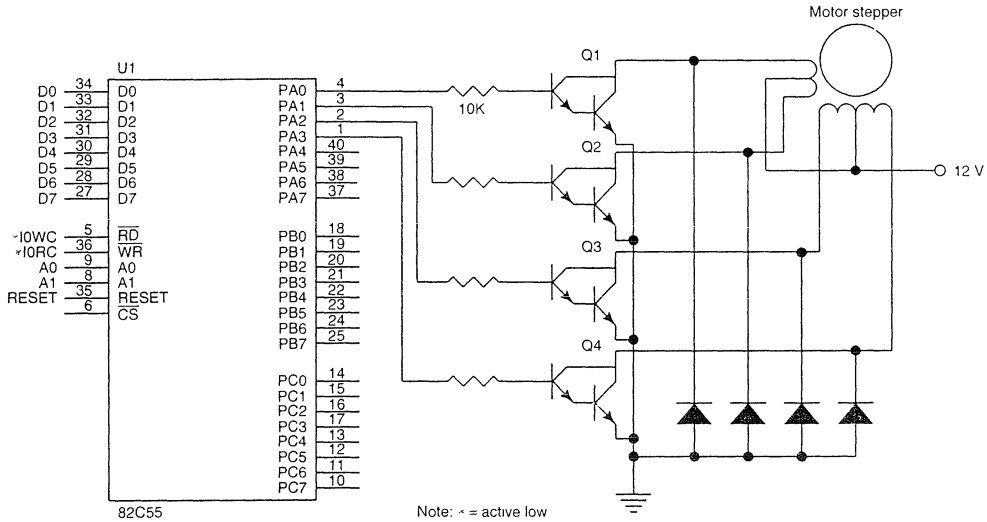 Motor stepper
Q1
U1
D0 34 D0 PA0 4
D1 33 D1 PA1 3
D2 32 D2 PA2 2
D3 31 D3 PA3 1
D4 30 D4 PA4 40
D5 29 D5 PA5 39
D6 28 D6 PA6 38
D7 27 D7 PA7 37
10K
Q2
12 V
*IOWC 5 RD PB0 18
*IORC 36 WR PB1 19
A0 9 A0 PB2 20
A1 8 A1 PB3 21
RESET 35 RESET PB4 22
6 CS PB5 23
PB6 24
PB7 25
Q3
Q4
PC0 14
PC1 15
PC2 16
PC3 17
PC4 13
PC5 12
PC6 11
PC7 10
82C55
Note: * = active low